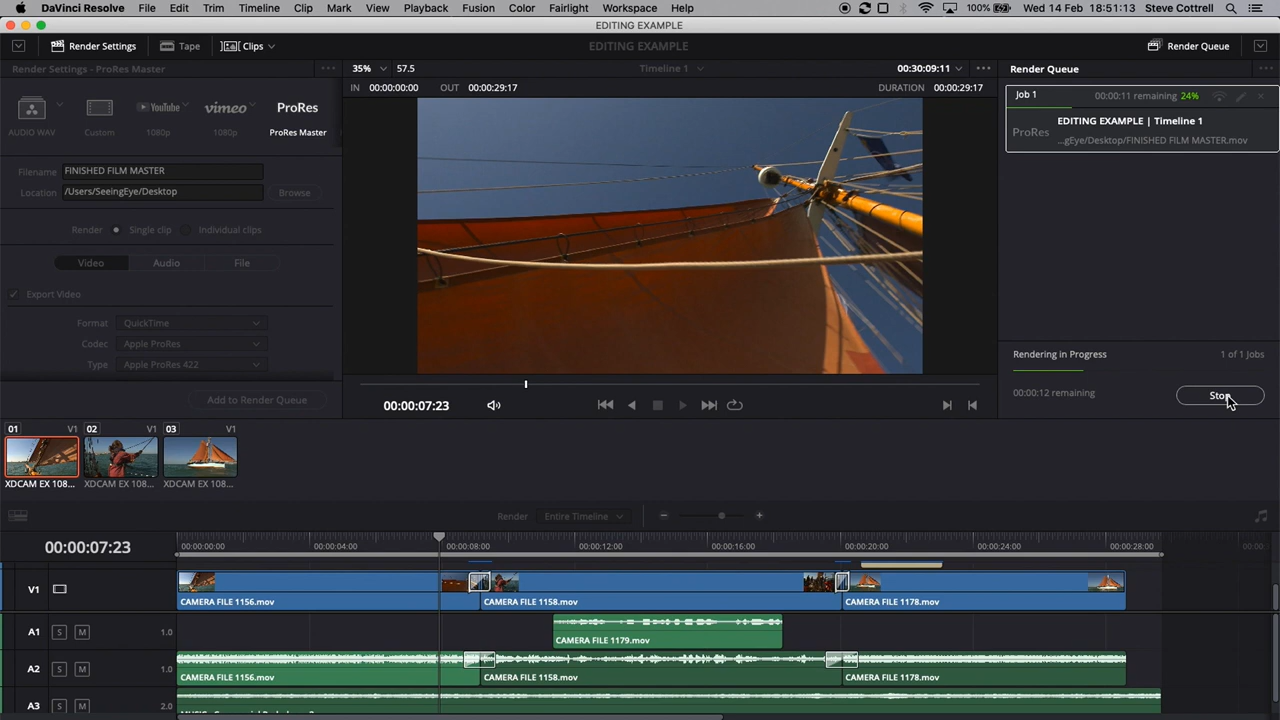 DaVinci Resolve File Edit Trim Timeline Clip Mark View Playback Fusion Color Fairlight Workspace Help 100% Wed 14 Feb 18:51:13 Steve Cottrell
EDITING EXAMPLE
Render Settings Tape Clips EDITING EXAMPLE Render Queue
Render Settings - ProRes Master 35% 57.5 Timeline 1 00:30:09:11 Render Queue
IN 00:00:00:00 OUT 00:00:29:17 DURATION 00:00:29:17
Job 1 00:00:11 remaining 24%
YouTube vimeo ProRes
AUDIO WAV Custom 1080p 1080p ProRes Master
EDITING EXAMPLE | Timeline 1
ProRes ...gEye/Desktop/FINISHED FILM MASTER.mov
Filename FINISHED FILM MASTER
Location /Users/SeeingEye/Desktop Browse
Render Single clip Individual clips
Video Audio File
Export Video
Format QuickTime
Codec Apple ProRes
Type Apple ProRes 422
Add to Render Queue
Rendering in Progress 1 of 1 Jobs
00:00:12 remaining Stop
00:00:07:23
01 V1 02 V1 03 V1
XDCAM EX 108... XDCAM EX 108... XDCAM EX 108...
Render Entire Timeline
00:00:07:23 00:00:00:00 00:00:04:00 00:00:08:00 00:00:12:00 00:00:16:00 00:00:20:00 00:00:24:00 00:00:28:00
V1
CAMERA FILE 1156.mov CAMERA FILE 1158.mov CAMERA FILE 1178.mov
A1 S M 1.0
CAMERA FILE 1179.mov
A2 S M 1.0
CAMERA FILE 1156.mov CAMERA FILE 1158.mov CAMERA FILE 1178.mov
A3 S M 2.0